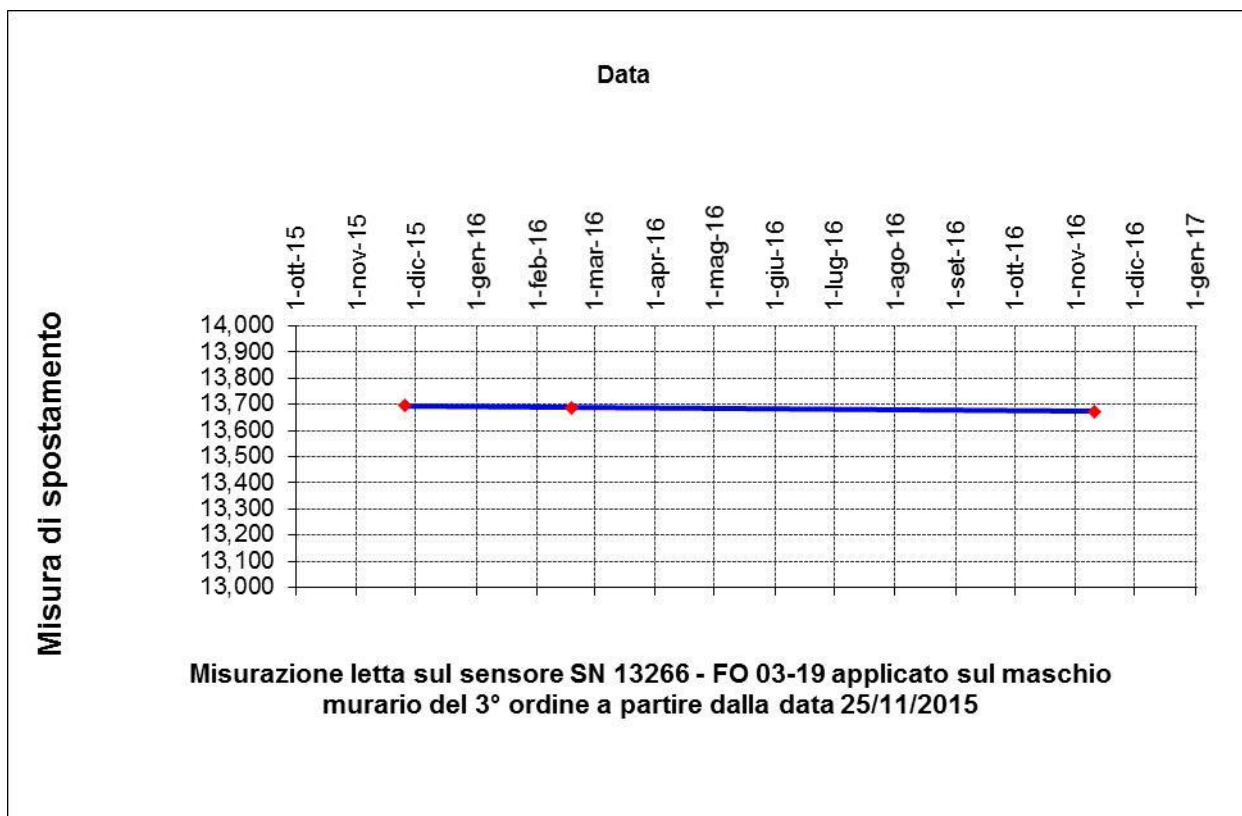 Data
1-ott-15
1-nov-15
1-dic-15
1-gen-16
1-feb-16
1-mar-16
1-apr-16
1-mag-16
1-giu-16
1-lug-16
1-ago-16
1-set-16
1-ott-16
1-nov-16
1-dic-16
1-gen-17
Misura di spostamento
14,000
13,900
13,800
13,700
13,600
13,500
13,400
13,300
13,200
13,100
13,000
Misurazione letta sul sensore SN 13266 - FO 03-19 applicato sul maschio
murario del 3° ordine a partire dalla data 25/11/2015